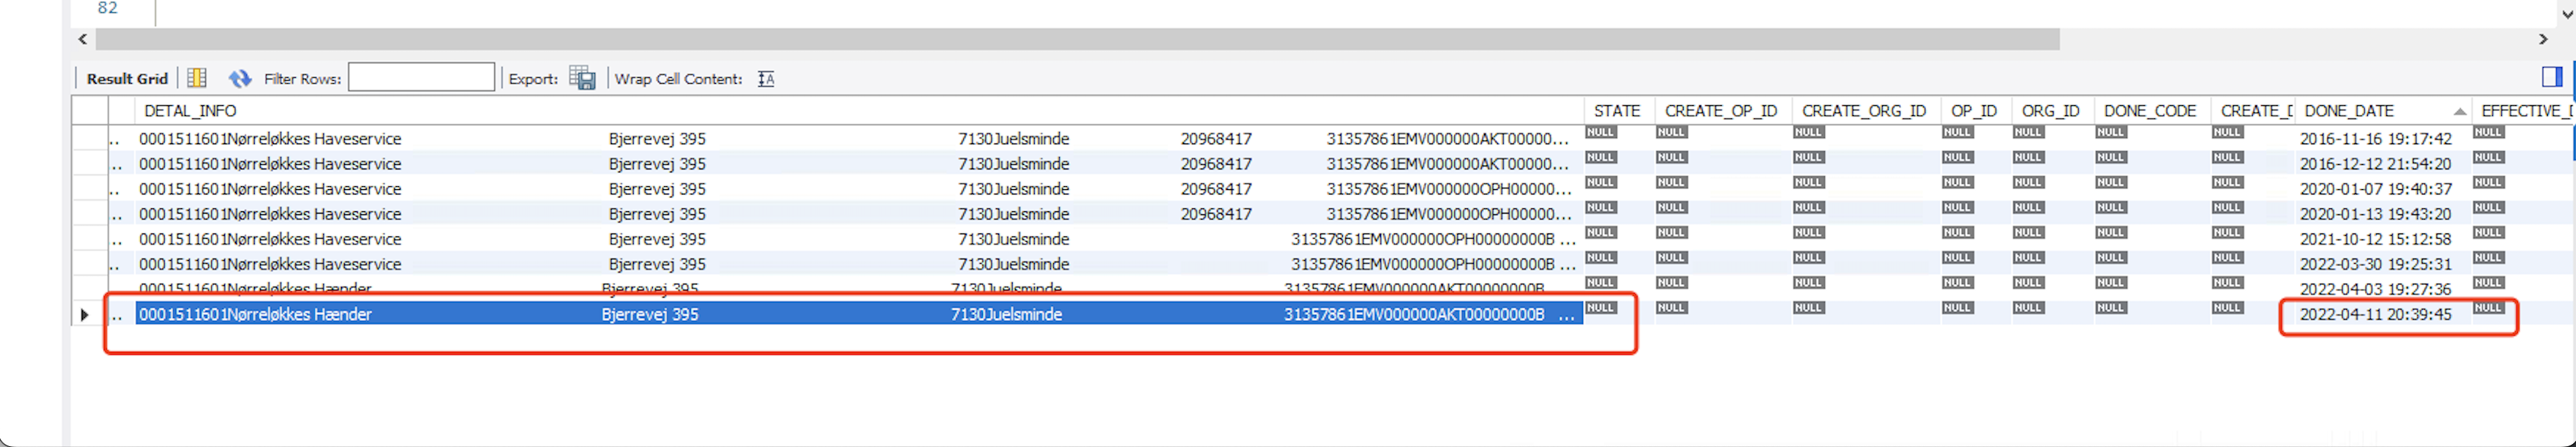 82
Result Grid Filter Rows: Export: Wrap Cell Content:
DETAL_INFO STATE CREATE_OP_ID CREATE_ORG_ID OP_ID ORG_ID DONE_CODE CREATE_D DONE_DATE EFFECTIVE_D
.. 0001511601Nørreløkkes Haveservice Bjerrevej 395 7130Juelsminde 20968417 31357861EMV000000AKT00000... NULL NULL NULL NULL NULL NULL NULL 2016-11-16 19:17:42 NULL
.. 0001511601Nørreløkkes Haveservice Bjerrevej 395 7130Juelsminde 20968417 31357861EMV000000AKT00000... NULL NULL NULL NULL NULL NULL NULL 2016-12-12 21:54:20 NULL
.. 0001511601Nørreløkkes Haveservice Bjerrevej 395 7130Juelsminde 20968417 31357861EMV000000OPH00000... NULL NULL NULL NULL NULL NULL NULL 2020-01-07 19:40:37 NULL
.. 0001511601Nørreløkkes Haveservice Bjerrevej 395 7130Juelsminde 20968417 31357861EMV000000OPH00000... NULL NULL NULL NULL NULL NULL NULL 2020-01-13 19:43:20 NULL
.. 0001511601Nørreløkkes Haveservice Bjerrevej 395 7130Juelsminde 31357861EMV000000OPH00000000B ... NULL NULL NULL NULL NULL NULL NULL 2021-10-12 15:12:58 NULL
.. 0001511601Nørreløkkes Haveservice Bjerrevej 395 7130Juelsminde 31357861EMV000000OPH00000000B ... NULL NULL NULL NULL NULL NULL NULL 2022-03-30 19:25:31 NULL
0001511601Nørreløkkes Hænder Bjerrevej 395 7130Juelsminde 31357861EMV000000AKT00000000B NULL NULL NULL NULL NULL NULL NULL 2022-04-03 19:27:36 NULL
.. 0001511601Nørreløkkes Hænder Bjerrevej 395 7130Juelsminde 31357861EMV000000AKT00000000B ... NULL NULL NULL NULL NULL NULL NULL 2022-04-11 20:39:45 NULL